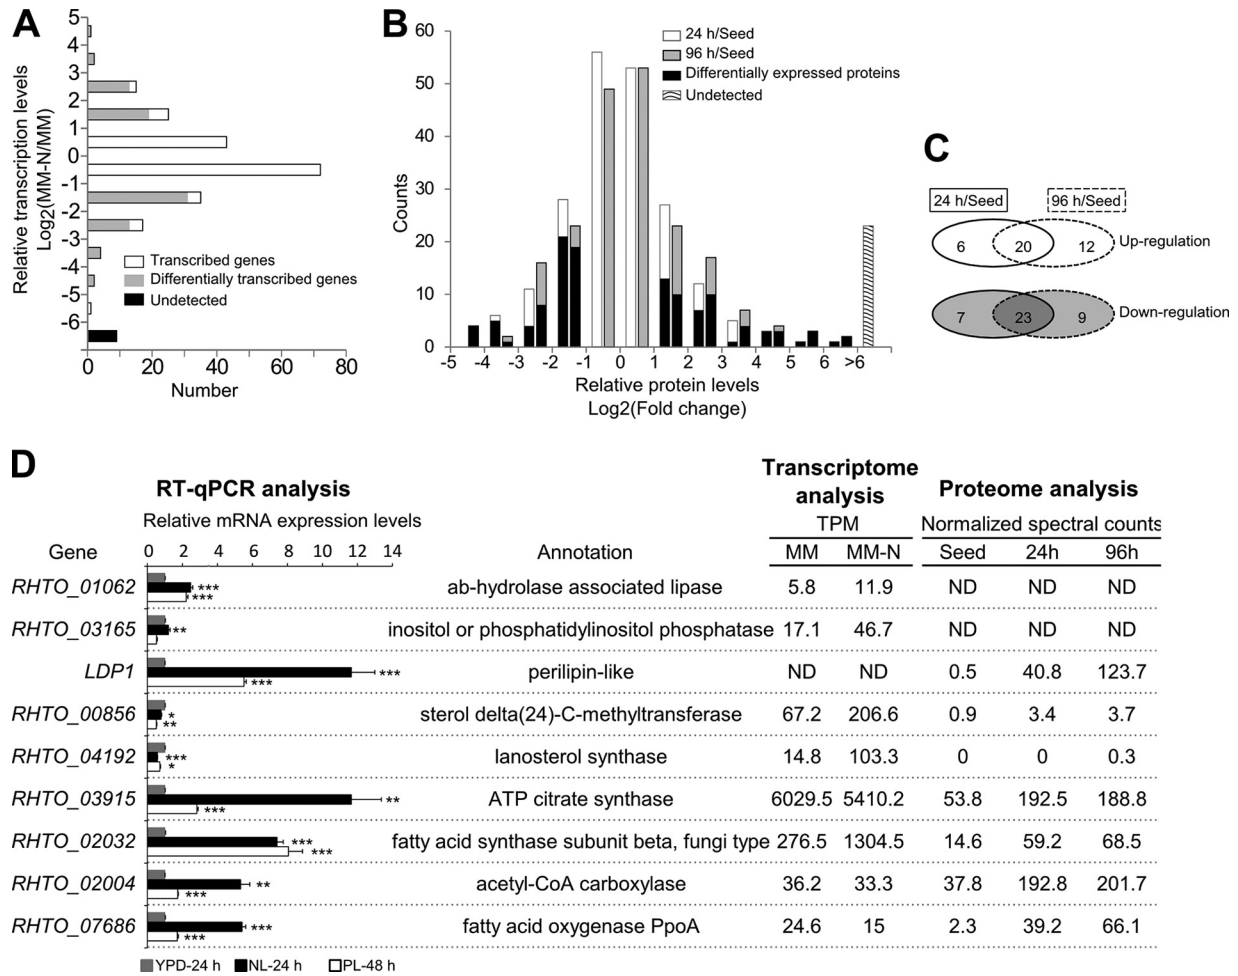 A
Relative transcription levels
Log2(MM-N/MM)
5
4
3
2
1
0
-1
-2
-3
-4
-5
-6
Transcribed genes
Differentially transcribed genes
Undetected
0 20 40 60 80
Number
B
Counts
60
50
40
30
20
10
0
24 h/Seed
96 h/Seed
Differentially expressed proteins
Undetected
-5 -4 -3 -2 -1 0 1 2 3 4 5 6 >6
Relative protein levels
Log2(Fold change)
C
24 h/Seed 96 h/Seed
6 20 12 Up-regulation
7 23 9 Down-regulation
D
RT-qPCR analysis
Transcriptome analysis
Proteome analysis
Relative mRNA expression levels
TPM
Normalized spectral counts
Gene 0 2 4 6 8 10 12 14 Annotation MM MM-N Seed 24h 96h
RHTO_01062 *** *** ab-hydrolase associated lipase 5.8 11.9 ND ND ND
RHTO_03165 ** inositol or phosphatidylinositol phosphatase 17.1 46.7 ND ND ND
LDP1 *** *** perilipin-like ND ND 0.5 40.8 123.7
RHTO_00856 * ** sterol delta(24)-C-methyltransferase 67.2 206.6 0.9 3.4 3.7
RHTO_04192 *** * lanosterol synthase 14.8 103.3 0 0 0.3
RHTO_03915 ** *** ATP citrate synthase 6029.5 5410.2 53.8 192.5 188.8
RHTO_02032 *** *** fatty acid synthase subunit beta, fungi type 276.5 1304.5 14.6 59.2 68.5
RHTO_02004 ** *** acetyl-CoA carboxylase 36.2 33.3 37.8 192.8 201.7
RHTO_07686 *** *** fatty acid oxygenase PpoA 24.6 15 2.3 39.2 66.1
YPD-24 h NL-24 h PL-48 h